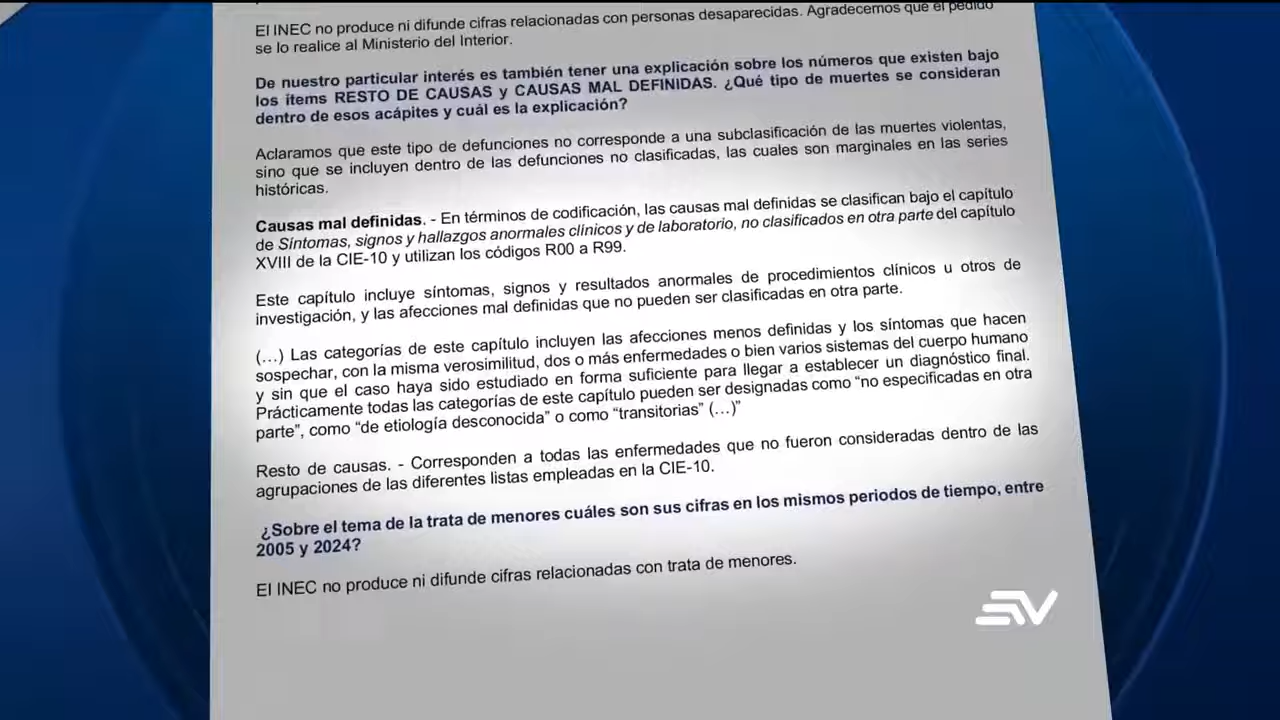 El INEC no produce ni difunde cifras relacionadas con personas desaparecidas. Agradecemos que el pedido
se lo realice al Ministerio del Interior.
De nuestro particular interés es también tener una explicación sobre los números que existen bajo
los ítems RESTO DE CAUSAS y CAUSAS MAL DEFINIDAS. ¿Qué tipo de muertes se consideran
dentro de esos acápites y cuál es la explicación?
Aclaramos que este tipo de defunciones no corresponde a una subclasificación de las muertes violentas,
sino que se incluyen dentro de las defunciones no clasificadas, las cuales son marginales en las series
históricas.
Causas mal definidas. - En términos de codificación, las causas mal definidas se clasifican bajo el capítulo
de Síntomas, signos y hallazgos anormales clínicos y de laboratorio, no clasificados en otra parte del capítulo
XVIII de la CIE-10 y utilizan los códigos R00 a R99.
Este capítulo incluye síntomas, signos y resultados anormales de procedimientos clínicos u otros de
investigación, y las afecciones mal definidas que no pueden ser clasificadas en otra parte.
(…) Las categorías de este capítulo incluyen las afecciones menos definidas y los síntomas que hacen
sospechar, con la misma verosimilitud, dos o más enfermedades o bien varios sistemas del cuerpo humano
y sin que el caso haya sido estudiado en forma suficiente para llegar a establecer un diagnóstico final.
Prácticamente todas las categorías de este capítulo pueden ser designadas como “no especificadas en otra
parte”, como “de etiología desconocida” o como “transitorias” (…)”
Resto de causas. - Corresponden a todas las enfermedades que no fueron consideradas dentro de las
agrupaciones de las diferentes listas empleadas en la CIE-10.
¿Sobre el tema de la trata de menores cuáles son sus cifras en los mismos periodos de tiempo, entre
2005 y 2024?
El INEC no produce ni difunde cifras relacionadas con trata de menores.